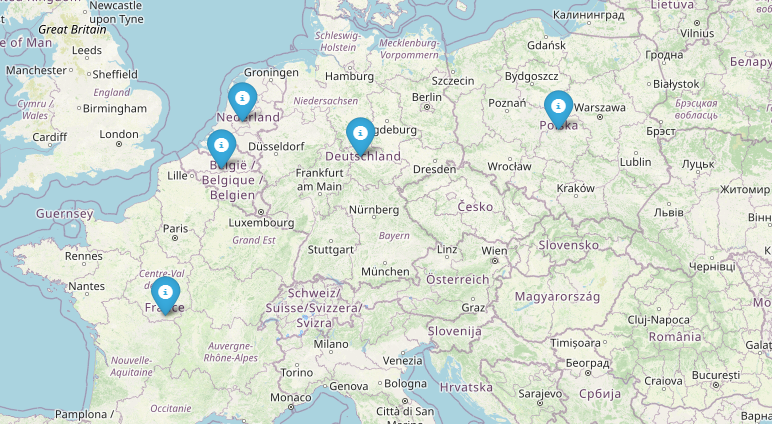 Newcastle
upon Tyne
Great Britain
e of Man
Leeds
Manchester
Sheffield
England
Cymru /
Wales
Birmingham
Cardiff
London
Guernsey
Калининград
Lietuva
Vilnius
Schleswig-
Holstein
Mecklenburg-
Vorpommern
Gdańsk
Гродна
Белару
Groningen
Hamburg
Szczecin
Bydgoszcz
Białystok
Брэсцкая
вобласць
Nederland
Niedersachsen
Berlin
Poznań
Warszawa
Polska
Брэст
gdeburg
Deutschland
Düsseldorf
België /
Belgique /
Belgien
Lille
Dresden
Wrocław
Lublin
Луцьк
Frankfurt
am Main
Kraków
Житомир
Luxembourg
Nürnberg
Česko
Львів
Вінн
Paris
Grand Est
Bayern
Rennes
Stuttgart
Linz
Wien
Slovensko
Чернівці
München
Nantes
Centre-Val
d
France
Schweiz/
Suisse/Svizzera/
Svizra
Österreich
Magyarország
Graz
Cluj-Napoca
Slovenija
România
Nouvelle-
Aquitaine
Auvergne-
Rhône-Alpes
Milano
Venezia
Timișoara
Београд
Galaț
Torino
Genova
Bologna
Hrvatska
Craiova
București
Occitanie
Monaco
Sarajevo
Србија
Pamplona /
Città di San
Marino
Варна